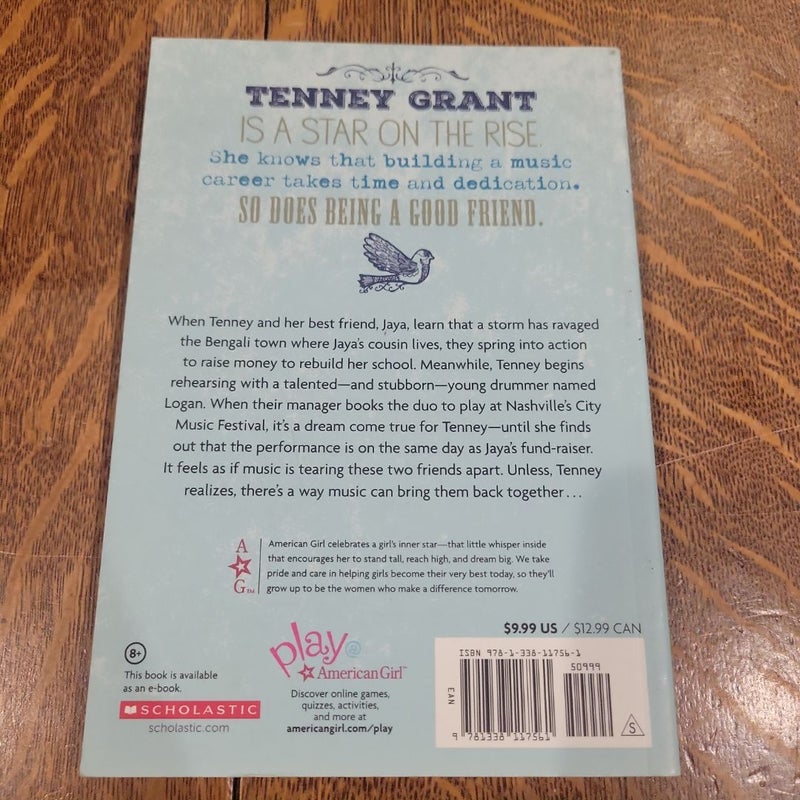 TENNEY GRANT
IS A STAR ON THE RISE.
She knows that building a music
career takes time and dedication.
SO DOES BEING A GOOD FRIEND.
When Tenney and her best friend, Jaya, learn that a storm has ravaged
the Bengali town where Jaya's cousin lives, they spring into action
to raise money to rebuild her school. Meanwhile, Tenney begins
rehearsing with a talented—and stubborn—young drummer named
Logan. When their manager books the duo to play at Nashville's City
Music Festival, it's a dream come true for Tenney—until she finds
out that the performance is on the same day as Jaya's fund-raiser.
It feels as if music is tearing these two friends apart. Unless, Tenney
realizes, there's a way music can bring them back together...
A
G™
American Girl celebrates a girl's inner star—that little whisper inside
that encourages her to stand tall, reach high, and dream big. We take
pride and care in helping girls become their very best today, so they'll
grow up to be the women who make a difference tomorrow.
8+
This book is available
as an e-book.
SCHOLASTIC
scholastic.com
play@
American Girl™
Discover online games,
quizzes, activities,
and more at
americangirl.com/play
$9.99 US / $12.99 CAN
ISBN 978-1-338-11756-1
50999
EAN
9 781338 117561
S